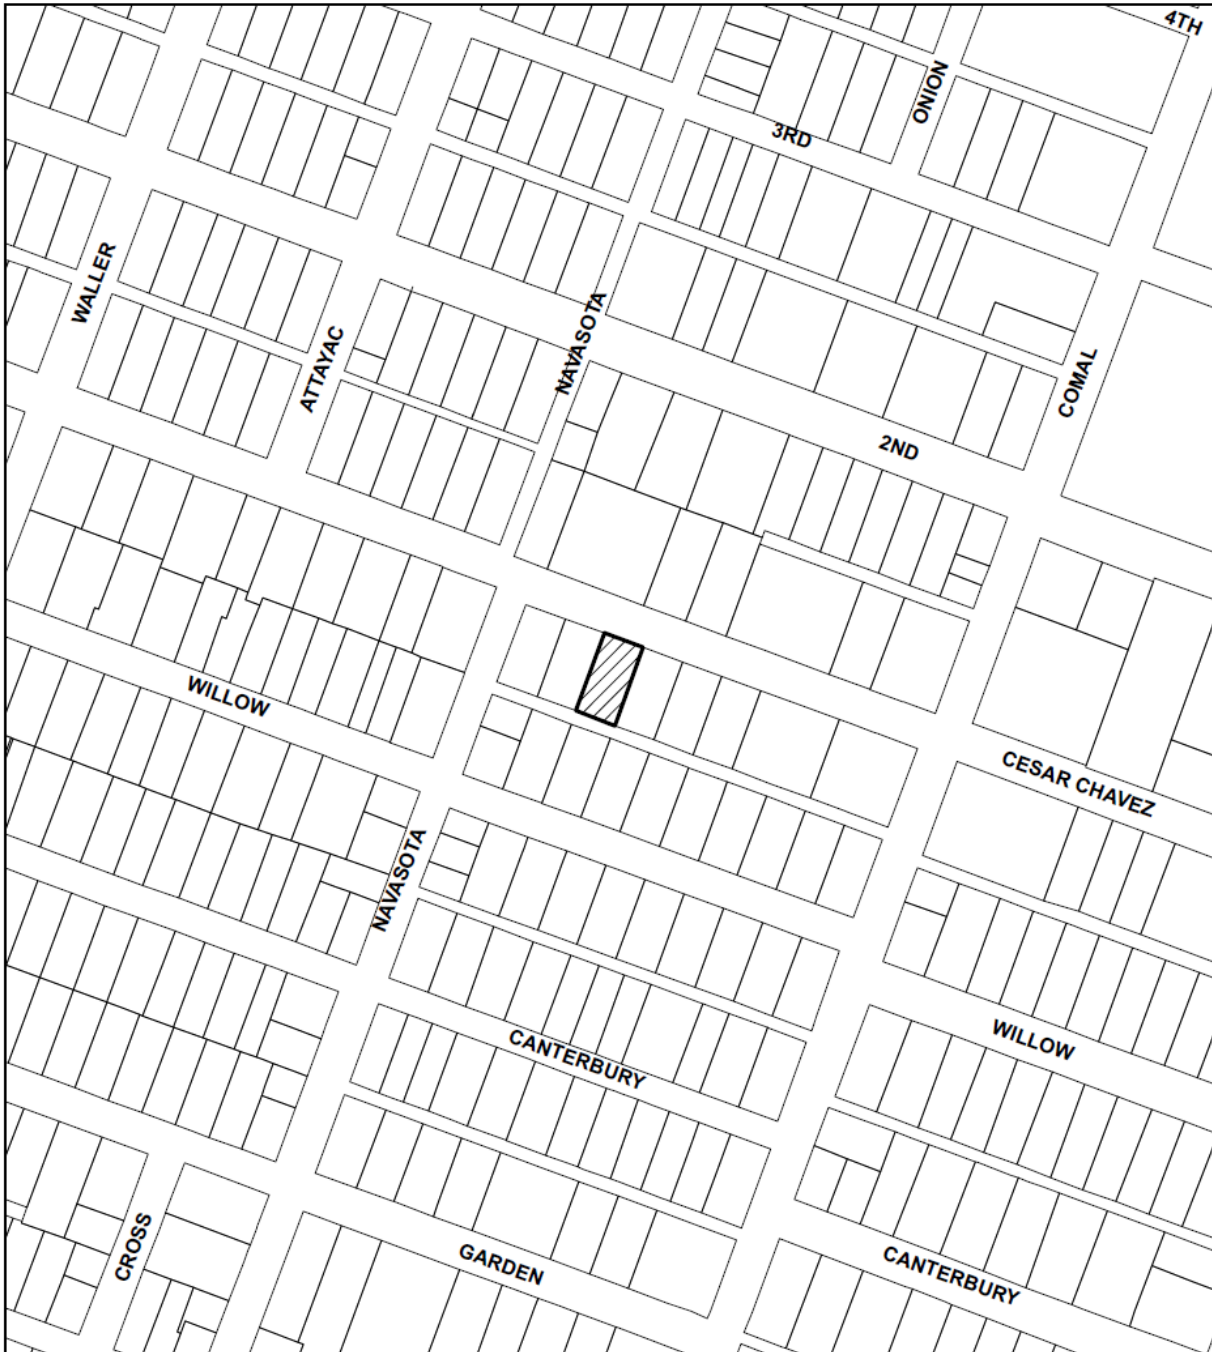 4TH
ONION
3RD
WALLER
NAVASOTA
ATTAYAC
COMAL
2ND
WILLOW
CESAR CHAVEZ
NAVASOTA
CANTERBURY
WILLOW
CROSS
GARDEN
CANTERBURY